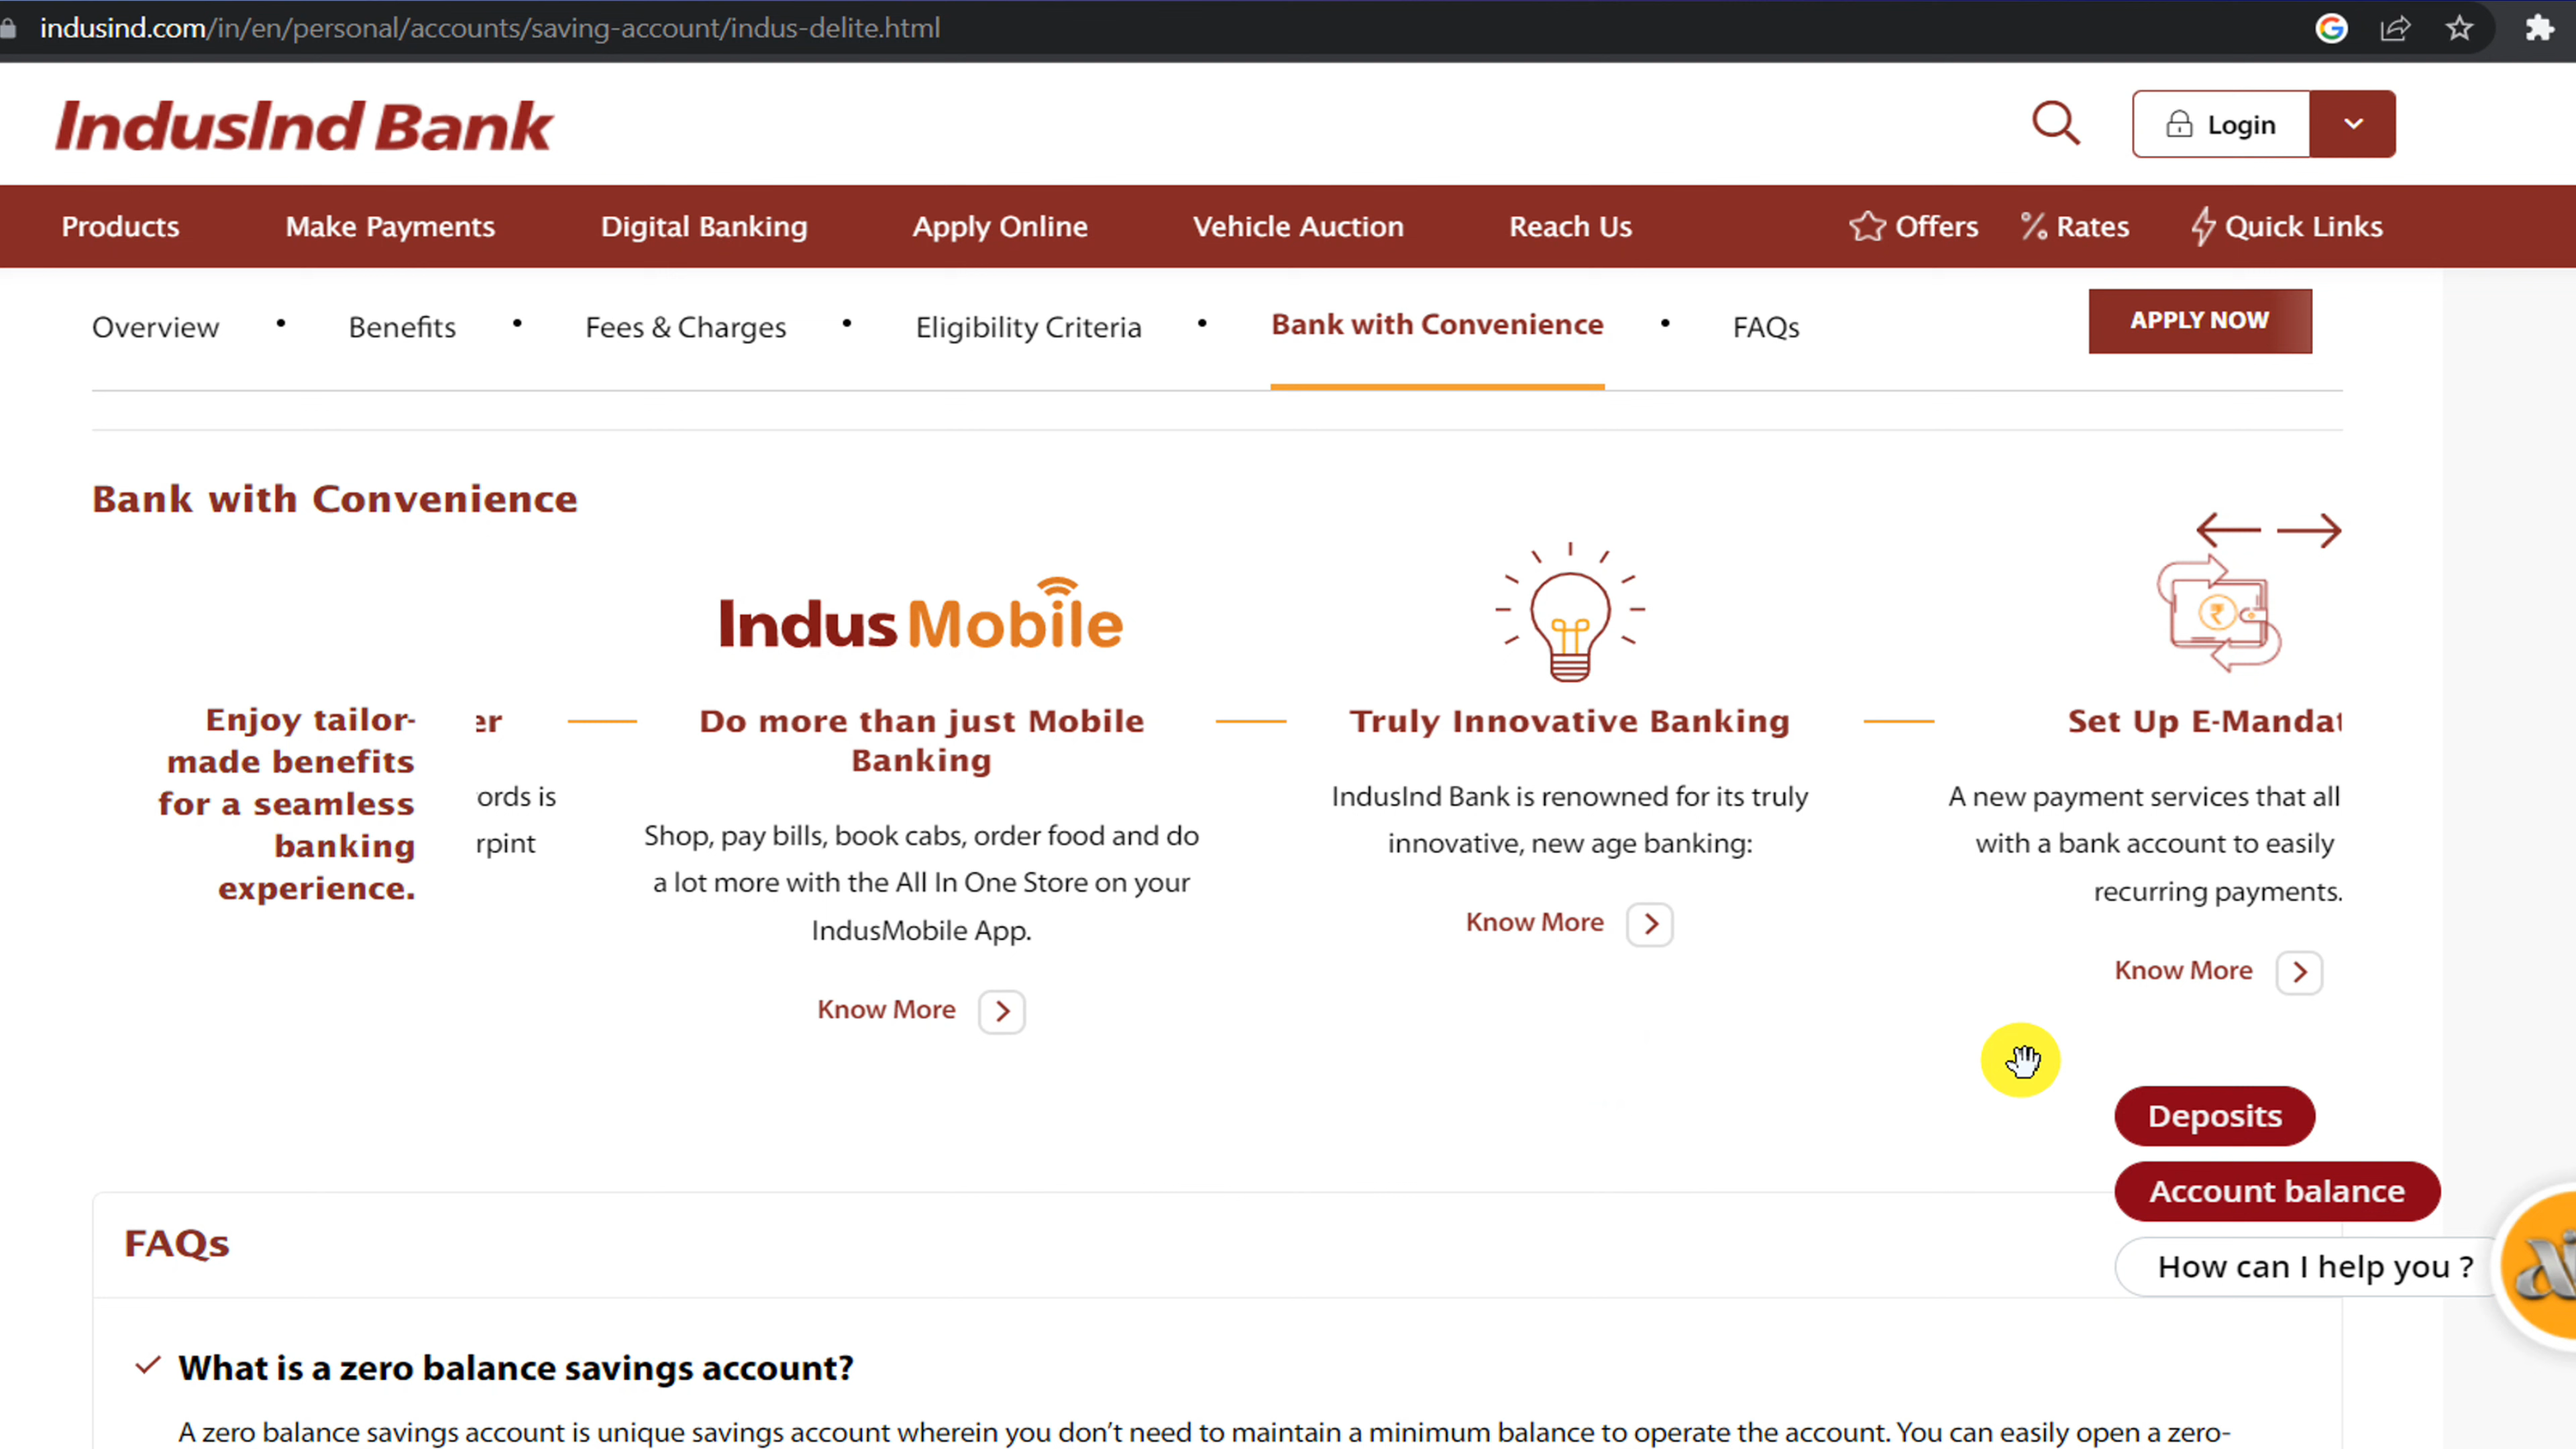 indusind.com/in/en/personal/accounts/saving-account/indus-delite.html
IndusInd Bank
Login
Products
Make Payments
Digital Banking
Apply Online
Vehicle Auction
Reach Us
Offers
Rates
Quick Links
Overview
Benefits
Fees & Charges
Eligibility Criteria
Bank with Convenience
FAQs
APPLY NOW
Bank with Convenience
Enjoy tailor-
made benefits
for a seamless
banking
experience.
er
ords is
rpint
Indus Mobile
Do more than just Mobile
Banking
Shop, pay bills, book cabs, order food and do
a lot more with the All In One Store on your
IndusMobile App.
Know More
Truly Innovative Banking
IndusInd Bank is renowned for its truly
innovative, new age banking:
Know More
Set Up E-Mandat
A new payment services that all
with a bank account to easily
recurring payments.
Know More
Deposits
Account balance
How can I help you ?
FAQs
What is a zero balance savings account?
A zero balance savings account is unique savings account wherein you don't need to maintain a minimum balance to operate the account. You can easily open a zero-